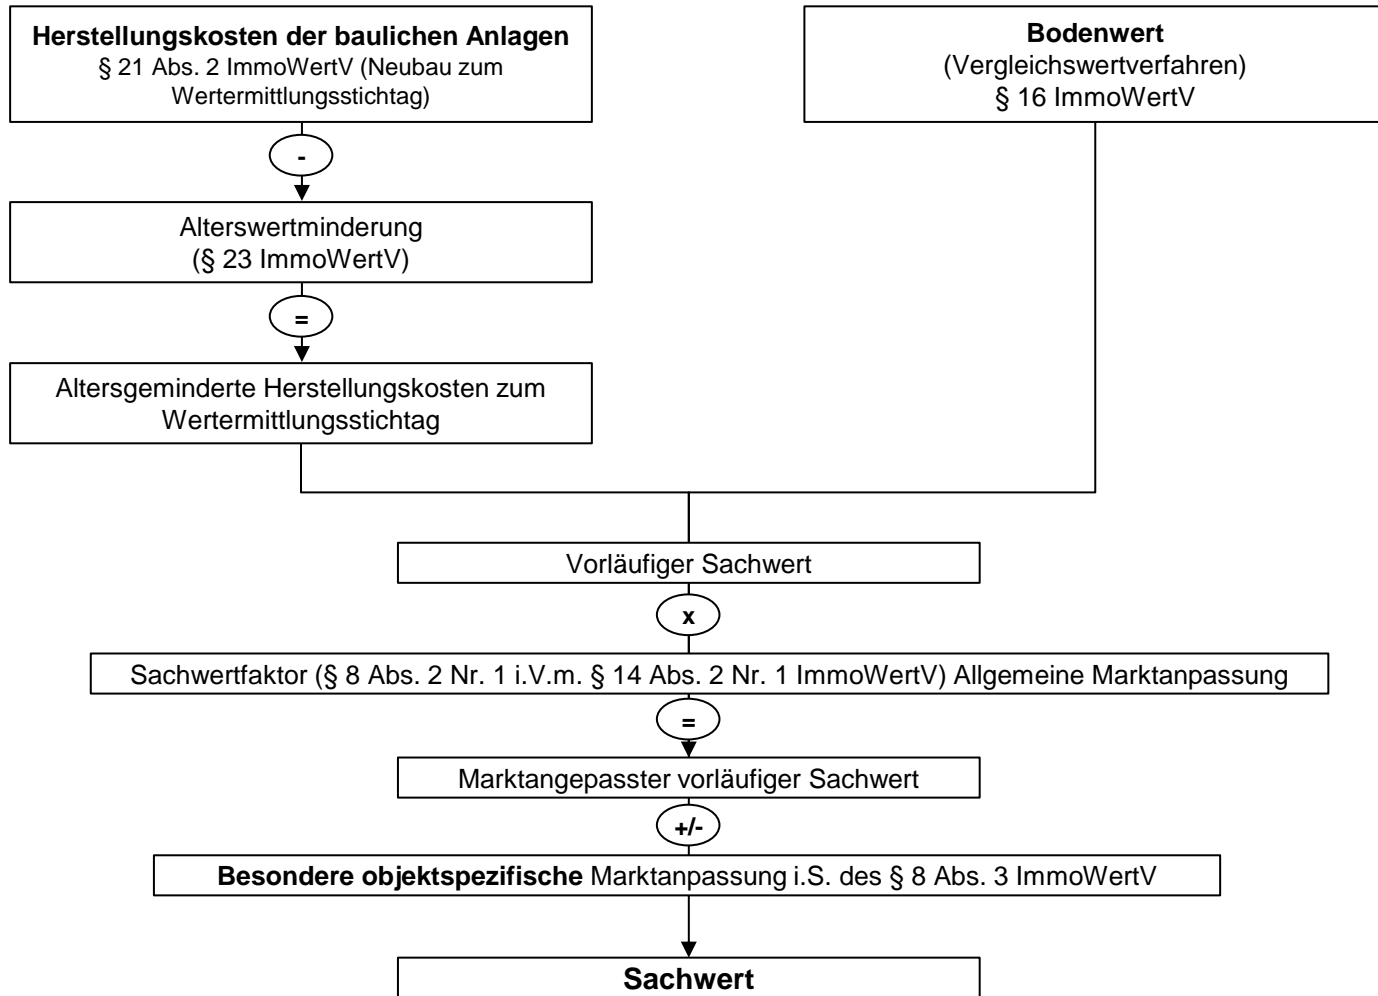 Herstellungskosten der baulichen Anlagen
§ 21 Abs. 2 ImmoWertV (Neubau zum
Wertermittlungsstichtag)
Bodenwert
(Vergleichswertverfahren)
§ 16 ImmoWertV
-
Alterswertminderung
(§ 23 ImmoWertV)
=
Altersgeminderte Herstellungskosten zum
Wertermittlungsstichtag
Vorläufiger Sachwert
x
Sachwertfaktor (§ 8 Abs. 2 Nr. 1 i.V.m. § 14 Abs. 2 Nr. 1 ImmoWertV) Allgemeine Marktanpassung
=
Marktangepasster vorläufiger Sachwert
+/-
Besondere objektspezifische Marktanpassung i.S. des § 8 Abs. 3 ImmoWertV
Sachwert